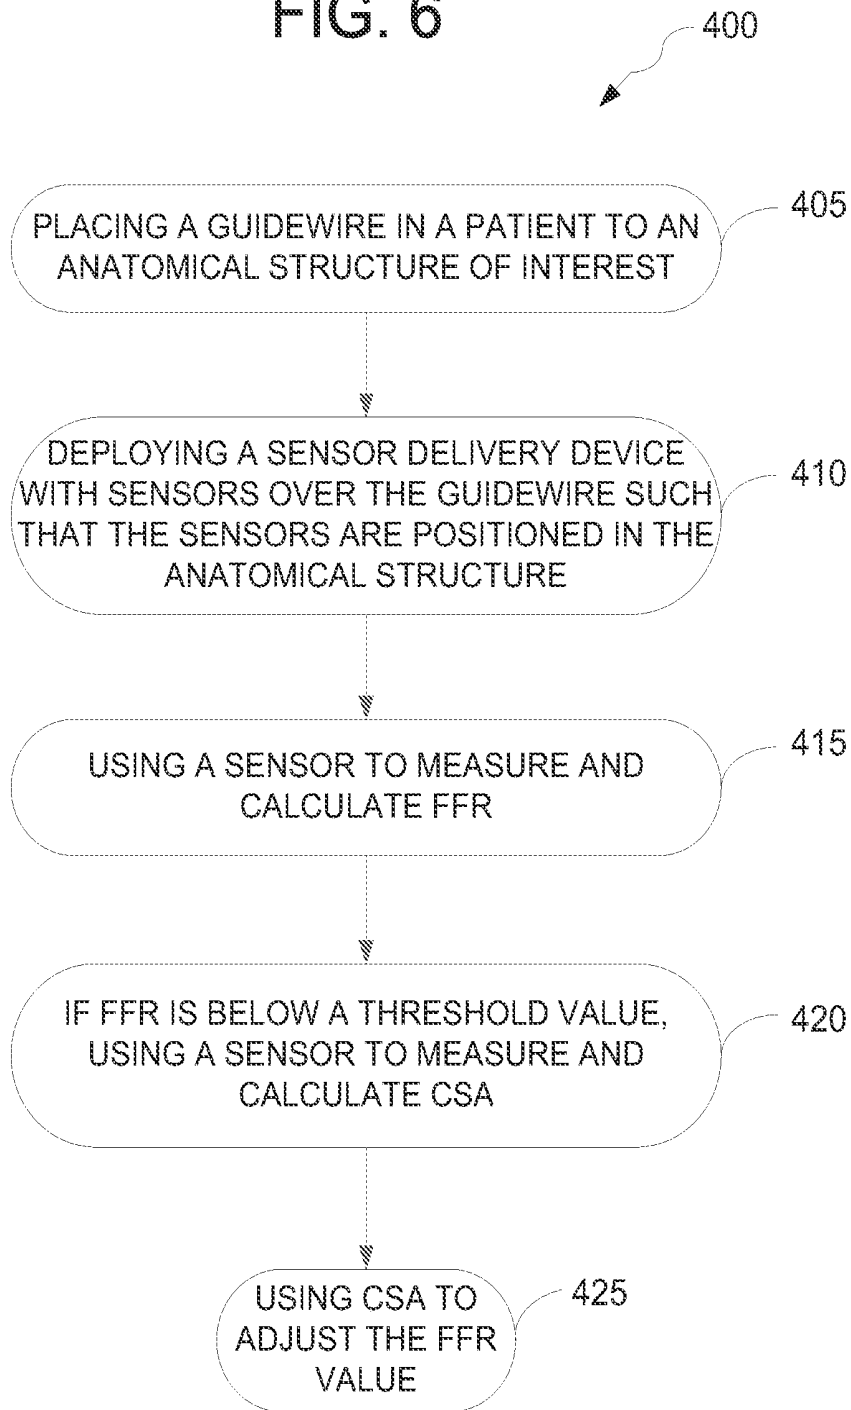 FIG. 6
400
PLACING A GUIDEWIRE IN A PATIENT TO AN
ANATOMICAL STRUCTURE OF INTEREST
405
DEPLOYING A SENSOR DELIVERY DEVICE
WITH SENSORS OVER THE GUIDEWIRE SUCH
THAT THE SENSORS ARE POSITIONED IN THE
ANATOMICAL STRUCTURE
410
USING A SENSOR TO MEASURE AND
CALCULATE FFR
415
IF FFR IS BELOW A THRESHOLD VALUE,
USING A SENSOR TO MEASURE AND
CALCULATE CSA
420
USING CSA TO
ADJUST THE FFR
VALUE
425